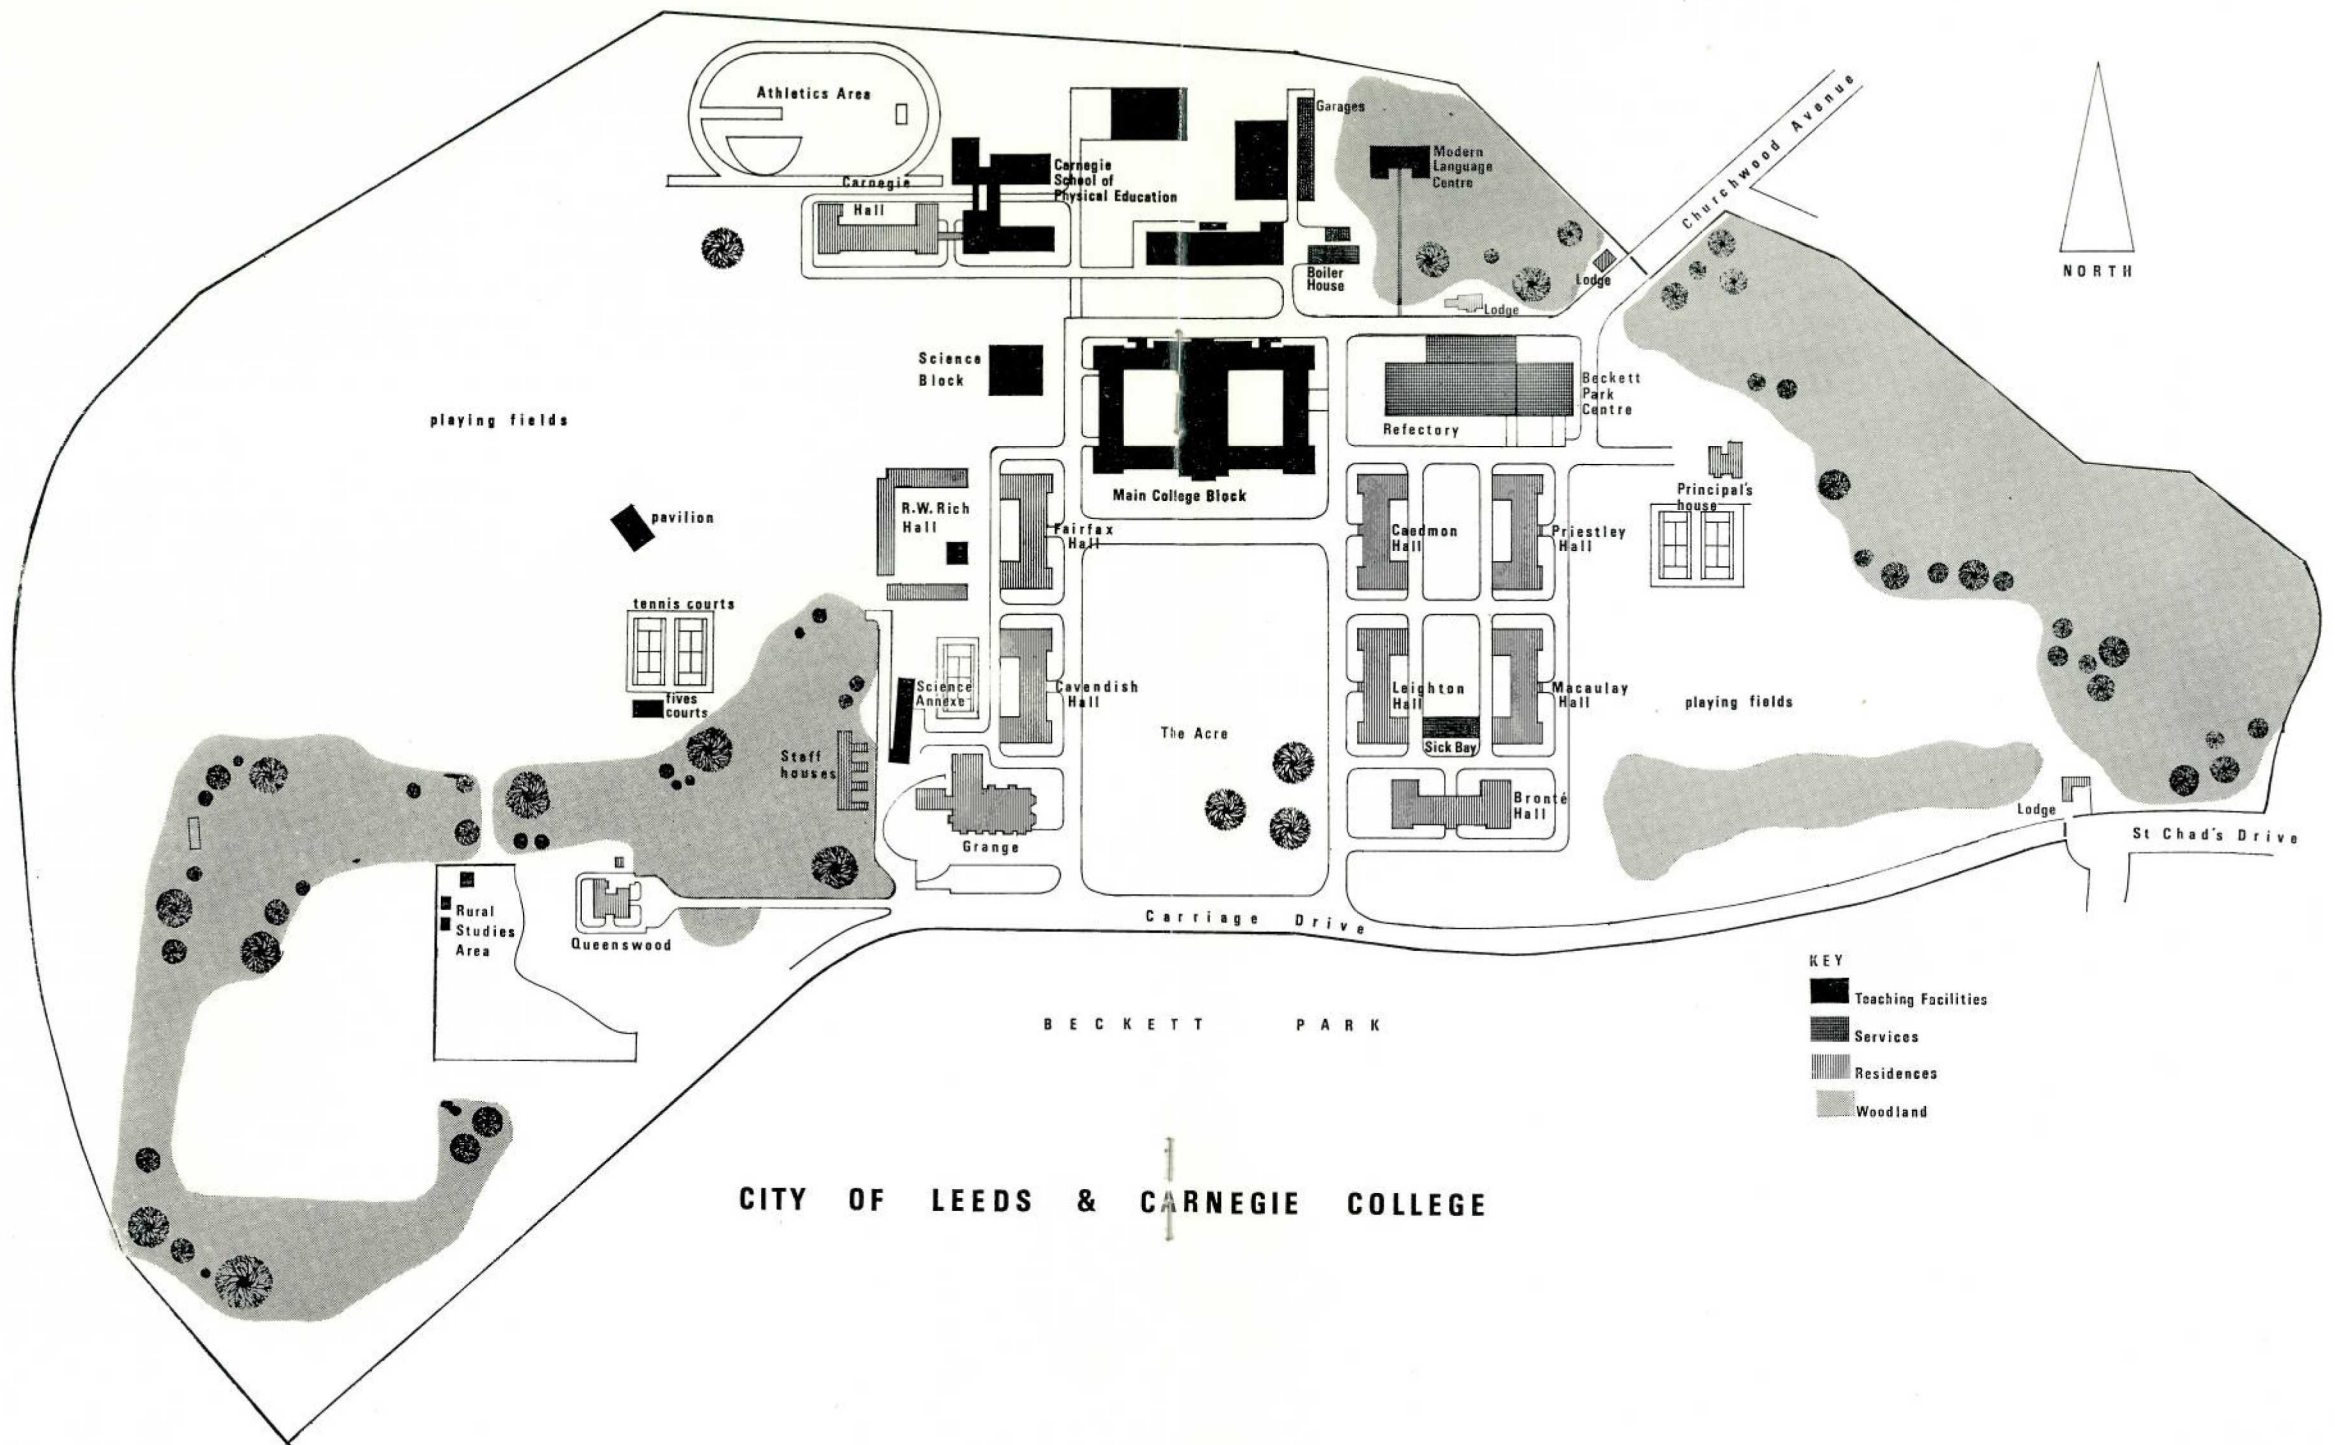 Athletics Area
Garages
Churchwood Avenue
Modern
Language
Centre
Carnegie
School of
Physical Education
Carnegie
Hall
NORTH
Boiler
House
Lodge
Lodge
Science
Block
Beckett
Park
Centre
Refectory
playing fields
Main College Block
Principal's
house
R.W. Rich
Hall
pavilion
Fairfax
Hall
Caedmon
Hall
Priestley
Hall
tennis courts
Science
Annexe
Cavendish
Hall
Leighton
Hall
Macaulay
Hall
fives
courts
playing fields
The Acre
Sick Bay
Staff
houses
Bronté
Hall
Lodge
St Chad's Drive
Grange
Rural
Studies
Area
Queenswood
Carriage Drive
KEY
Teaching Facilities
Services
Residences
Woodland
BECKETT PARK
CITY OF LEEDS & CARNEGIE COLLEGE